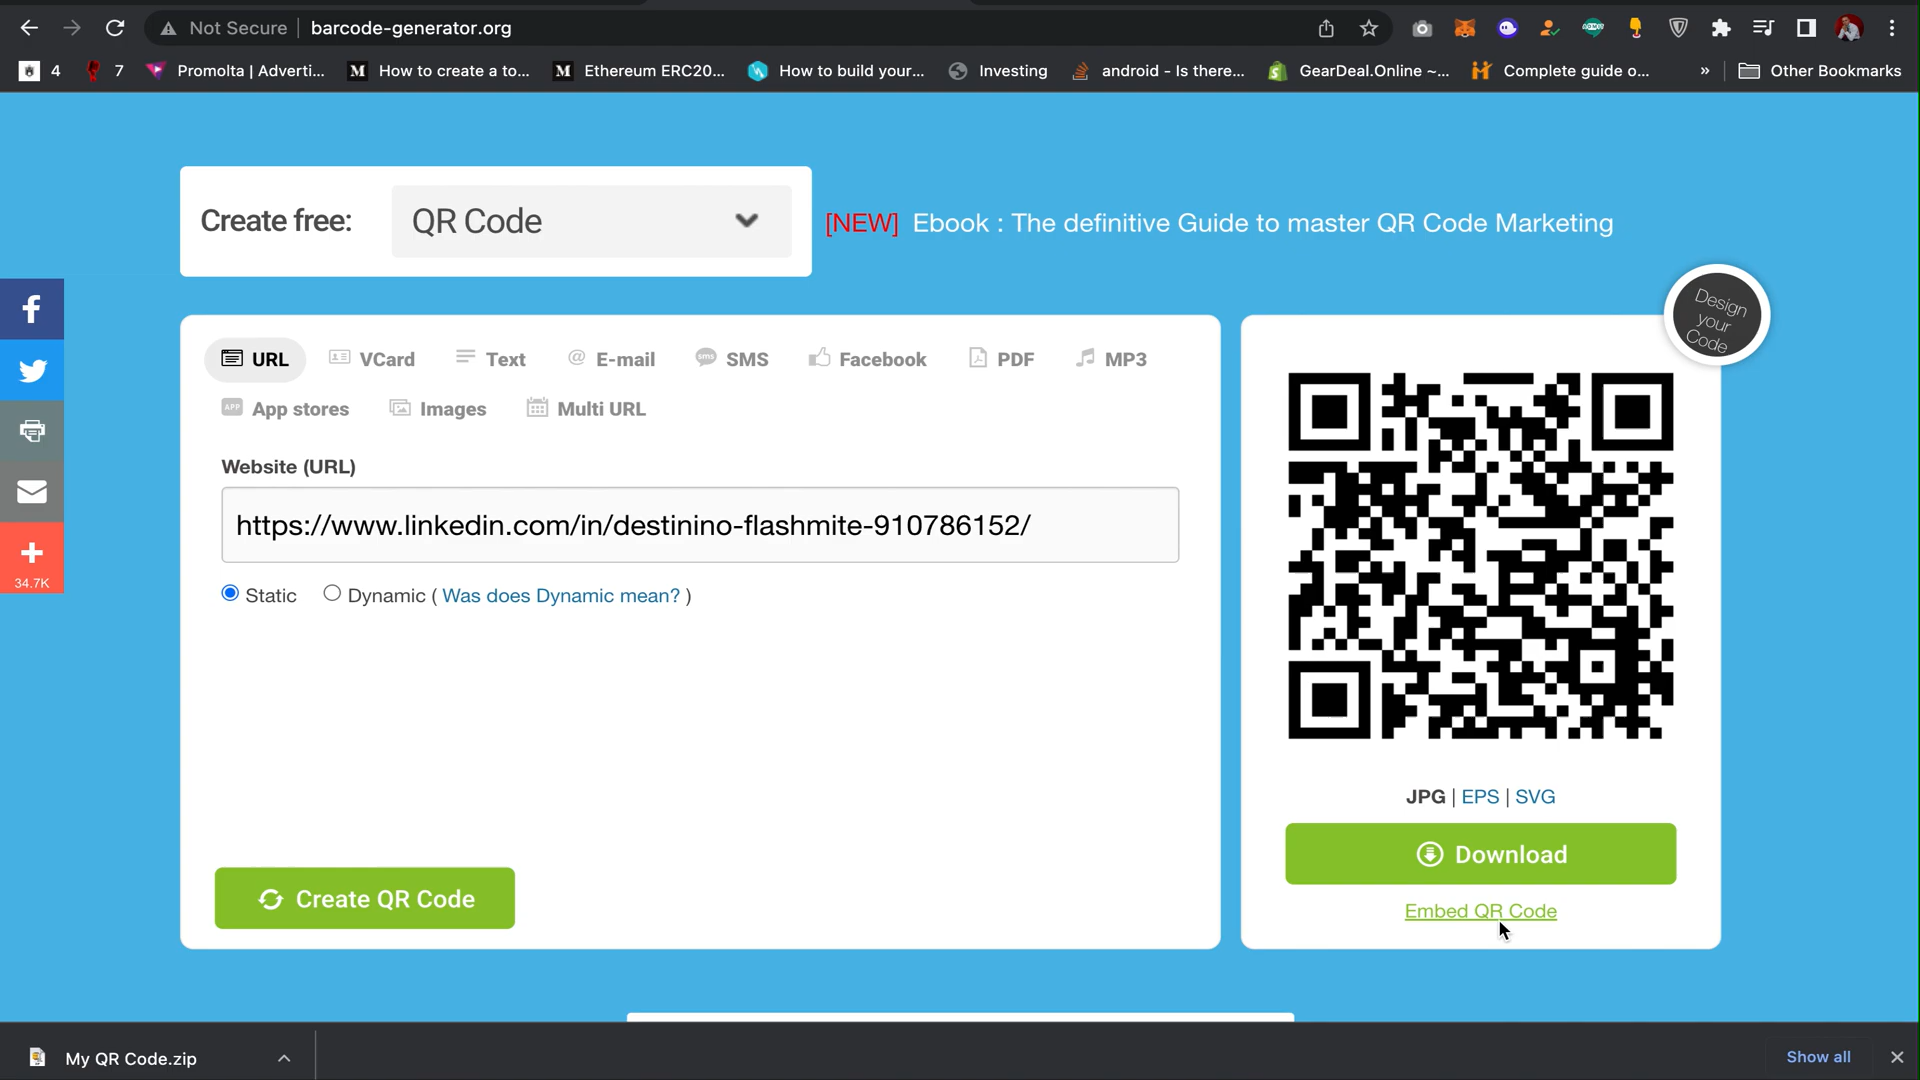 Not Secure | barcode-generator.org
4 7 Promolta | Adverti... How to create a to... Ethereum ERC20... How to build your... Investing android - Is there... GearDeal.Online ~... Complete guide o... » Other Bookmarks
Create free: QR Code
[NEW] Ebook : The definitive Guide to master QR Code Marketing
Design
your
Code
URL VCard Text E-mail SMS Facebook PDF MP3
App stores Images Multi URL
Website (URL)
https://www.linkedin.com/in/destinino-flashmite-910786152/
34.7K
Static Dynamic ( Was does Dynamic mean? )
JPG | EPS | SVG
Download
Create QR Code
Embed QR Code
My QR Code.zip
Show all